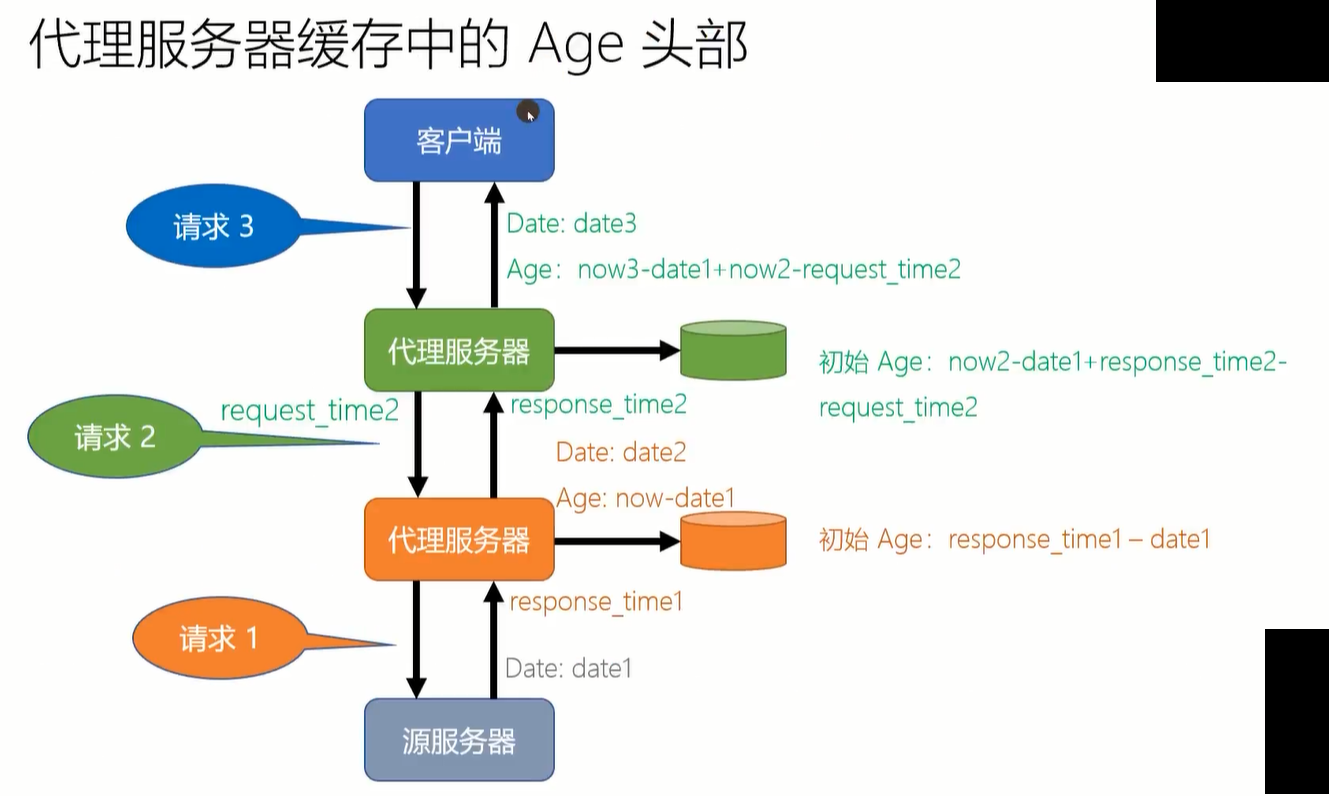 代理服务器缓存中的 Age 头部
客户端
请求 3
Date: date3
Age：now3-date1+now2-request_time2
代理服务器
初始 Age：now2-date1+response_time2-
request_time2
request_time2
response_time2
请求 2
Date: date2
Age: now-date1
代理服务器
初始 Age：response_time1 – date1
response_time1
请求 1
Date: date1
源服务器